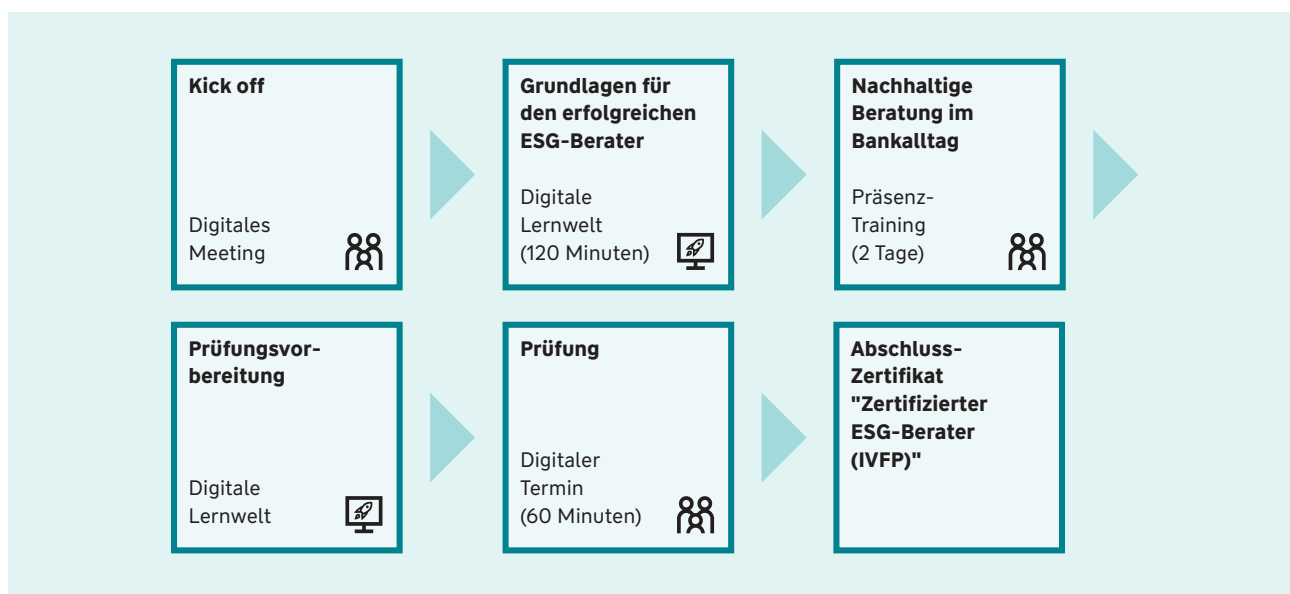 Kick off
Digitales
Meeting
Grundlagen für
den erfolgreichen
ESG-Berater
Digitale
Lernwelt
(120 Minuten)
Nachhaltige
Beratung im
Bankalltag
Präsenz-
Training
(2 Tage)
Prüfungsvor-
bereitung
Digitale
Lernwelt
Prüfung
Digitaler
Termin
(60 Minuten)
Abschluss-
Zertifikat
"Zertifizierter
ESG-Berater
(IVFP)"